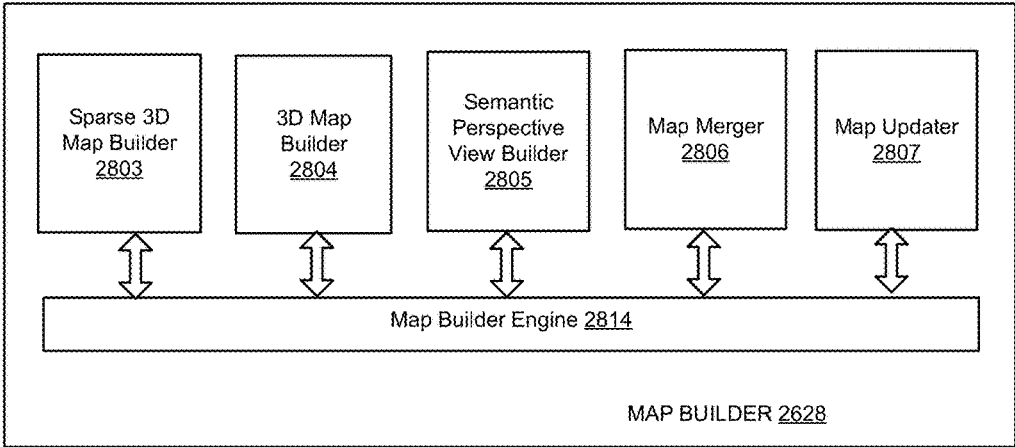 Sparse 3D
Map Builder
2803
3D Map
Builder
2804
Semantic
Perspective
View Builder
2805
Map Merger
2806
Map Updater
2807
Map Builder Engine 2814
MAP BUILDER 2628